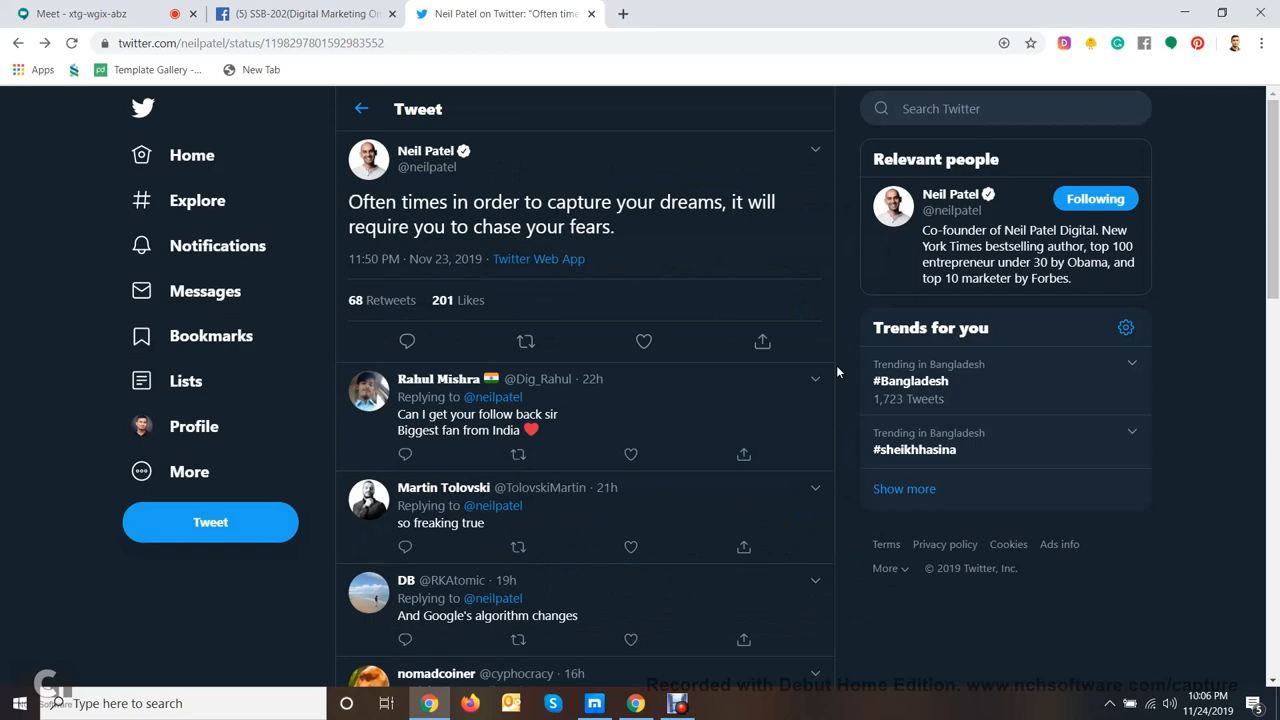 Meet - xtg-wgix-abz
(5) SSB-202(Digital Marketing On
Neil Patel on Twitter: "Often time
twitter.com/neilpatel/status/1198297801592983552
Apps
Template Gallery -...
New Tab
Home
Explore
Notifications
Messages
Bookmarks
Lists
Profile
More
Tweet
Tweet
Neil Patel
@neilpatel
Often times in order to capture your dreams, it will
require you to chase your fears.
11:50 PM · Nov 23, 2019 · Twitter Web App
68 Retweets 201 Likes
Rahul Mishra @Dig_Rahul · 22h
Replying to @neilpatel
Can I get your follow back sir
Biggest fan from India
Martin Tolovski @TolovskiMartin · 21h
Replying to @neilpatel
so freaking true
DB @RKAtomic · 19h
Replying to @neilpatel
And Google's algorithm changes
nomadcoiner @cyphocracy · 16h
Search Twitter
Relevant people
Neil Patel
@neilpatel
Following
Co-founder of Neil Patel Digital. New
York Times bestselling author, top 100
entrepreneur under 30 by Obama, and
top 10 marketer by Forbes.
Trends for you
Trending in Bangladesh
#Bangladesh
1,723 Tweets
Trending in Bangladesh
#sheikhhasina
Show more
Terms Privacy policy Cookies Ads info
More © 2019 Twitter, Inc.
Recorded with Debut Home Edition. www.nchsoftware.com/capture
Type here to search
10:06 PM
11/24/2019
5